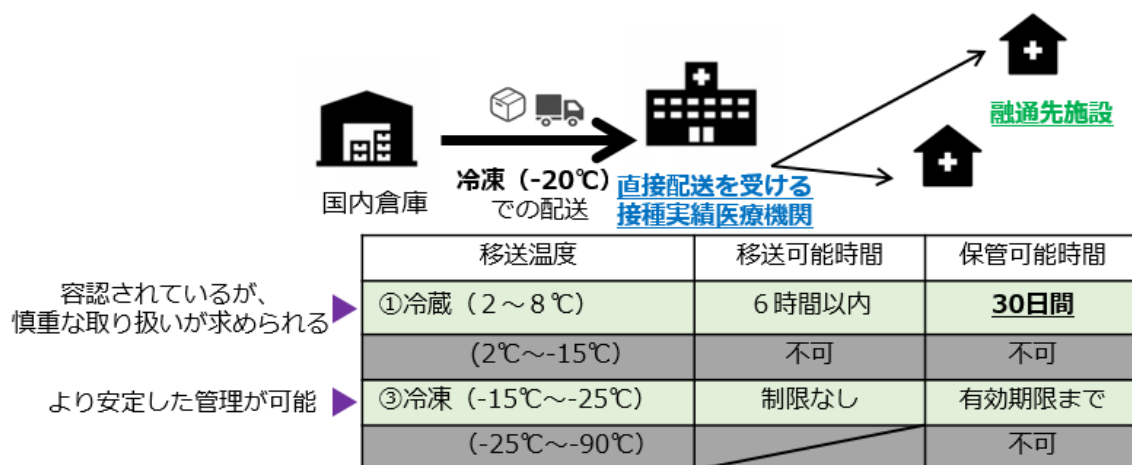 融通先施設
国内倉庫
冷凍（-20℃）
での配送
直接配送を受ける
接種実績医療機関
移送温度 移送可能時間 保管可能時間
容認されているが、
慎重な取り扱いが求められる
①冷蔵（２～８℃） ６時間以内 30日間
(2℃～-15℃) 不可 不可
より安定した管理が可能
③冷凍（-15℃～-25℃） 制限なし 有効期限まで
(-25℃～-90℃) 不可